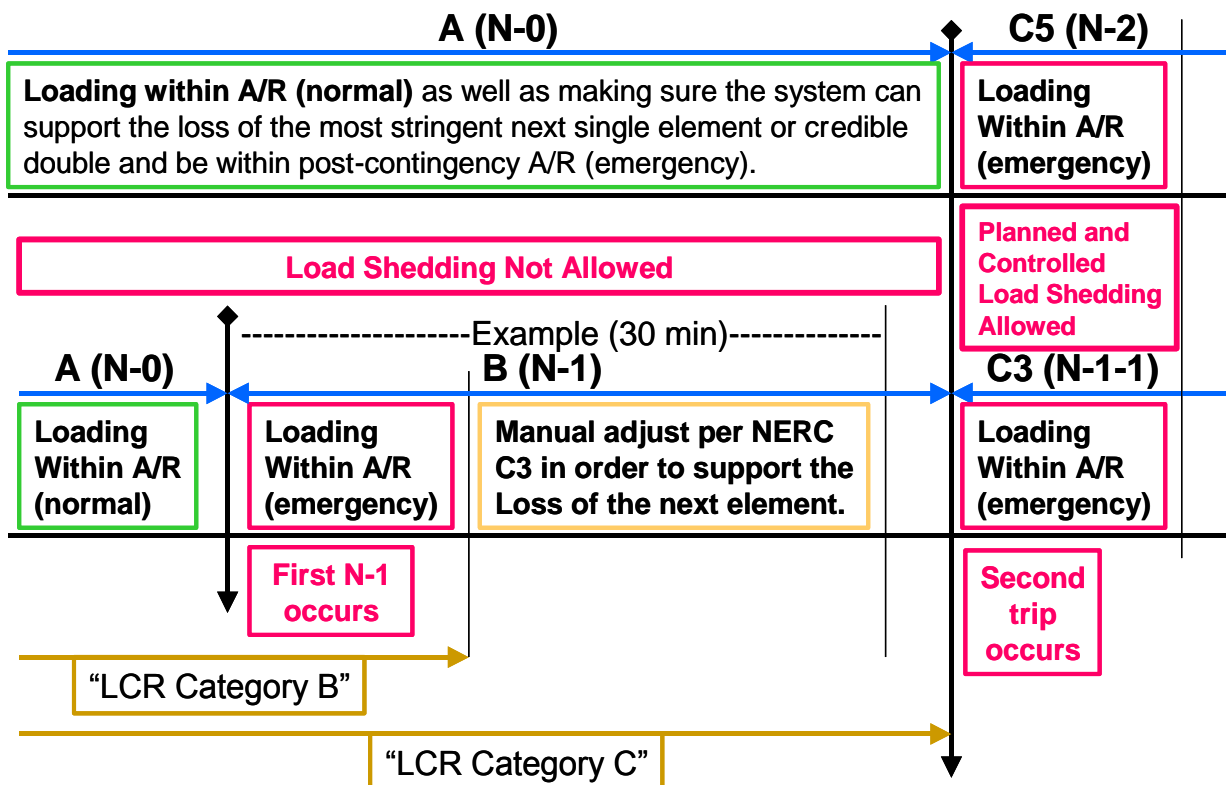 A (N-0)
C5 (N-2)
Loading within A/R (normal) as well as making sure the system can
support the loss of the most stringent next single element or credible
double and be within post-contingency A/R (emergency).
Loading
Within A/R
(emergency)
Load Shedding Not Allowed
Planned and
Controlled
Load Shedding
Allowed
--------------------Example (30 min)-------------
A (N-0)
B (N-1)
C3 (N-1-1)
Loading
Within A/R
(normal)
Loading
Within A/R
(emergency)
Manual adjust per NERC
C3 in order to support the
Loss of the next element.
Loading
Within A/R
(emergency)
First N-1
occurs
Second
trip
occurs
“LCR Category B”
“LCR Category C”